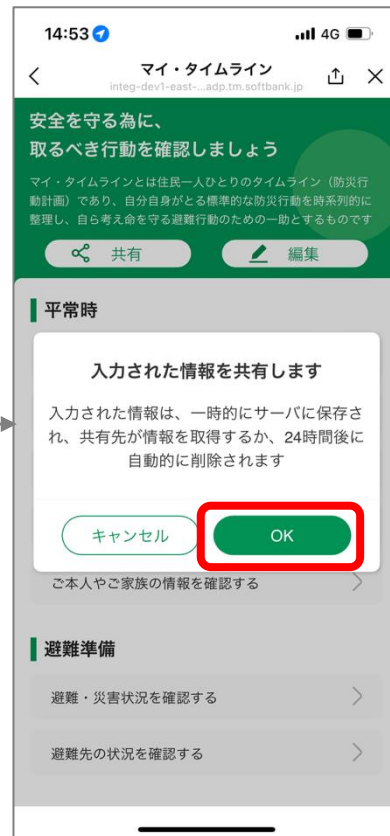 14:53
4G
マイ・タイムライン
integ-dev1-east-...adp.tm.softbank.jp
安全を守る為に、
取るべき行動を確認しましょう
マイ・タイムラインとは住民一人ひとりのタイムライン（防災行
動計画）であり、自分自身がとる標準的な防災行動を時系列的に
整理し、自ら考え命を守る避難行動のための一助とするものです
共有
編集
平常時
入力された情報を共有します
入力された情報は、一時的にサーバに保存さ
れ、共有先が情報を取得するか、24時間後に
自動的に削除されます
キャンセル
OK
ご本人やご家族の情報を確認する
避難準備
避難・災害状況を確認する
避難先の状況を確認する